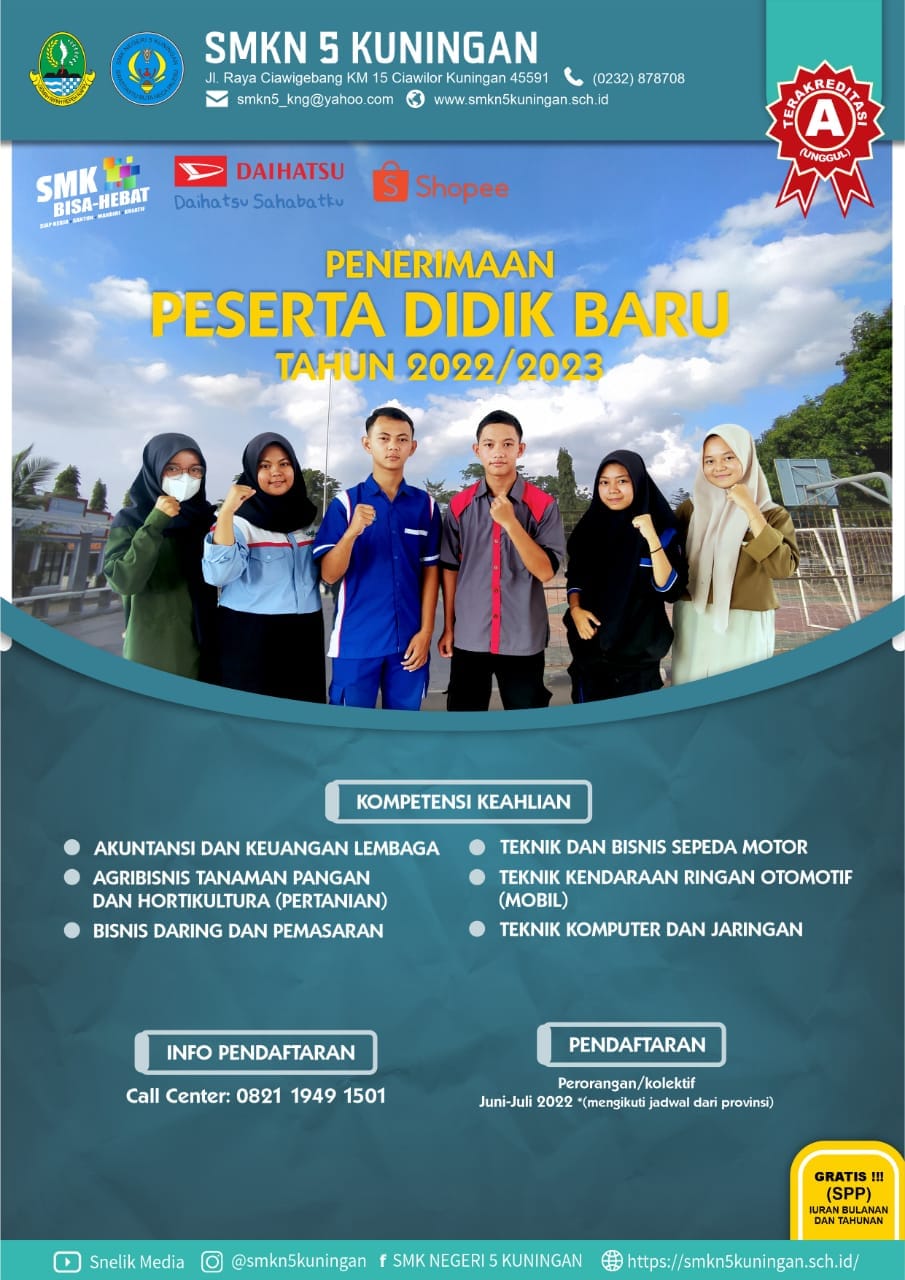 SMKN 5 KUNINGAN
Jl. Raya Ciawigebang KM 15 Ciawilor Kuningan 45591 (0232) 878708
smkn5_kng@yahoo.com www.smkn5kuningan.sch.id
TERAKREDITASI
A
(UNGGUL)
SMK
BISA-HEBAT
SIAP KERJA • SANTUN • MANDIRI • KREATIF
DAIHATSU
Daihatsu Sahabatku
Shopee
PENERIMAAN
PESERTA DIDIK BARU
TAHUN 2022/2023
KOMPETENSI KEAHLIAN
AKUNTANSI DAN KEUANGAN LEMBAGA
AGRIBISNIS TANAMAN PANGAN
DAN HORTIKULTURA (PERTANIAN)
BISNIS DARING DAN PEMASARAN
TEKNIK DAN BISNIS SEPEDA MOTOR
TEKNIK KENDARAAN RINGAN OTOMOTIF
(MOBIL)
TEKNIK KOMPUTER DAN JARINGAN
INFO PENDAFTARAN
Call Center: 0821 1949 1501
PENDAFTARAN
Perorangan/kolektif
Juni-Juli 2022 *(mengikuti jadwal dari provinsi)
GRATIS !!!
(SPP)
IURAN BULANAN
DAN TAHUNAN
Snelik Media @smkn5kuningan f SMK NEGERI 5 KUNINGAN https://smkn5kuningan.sch.id/